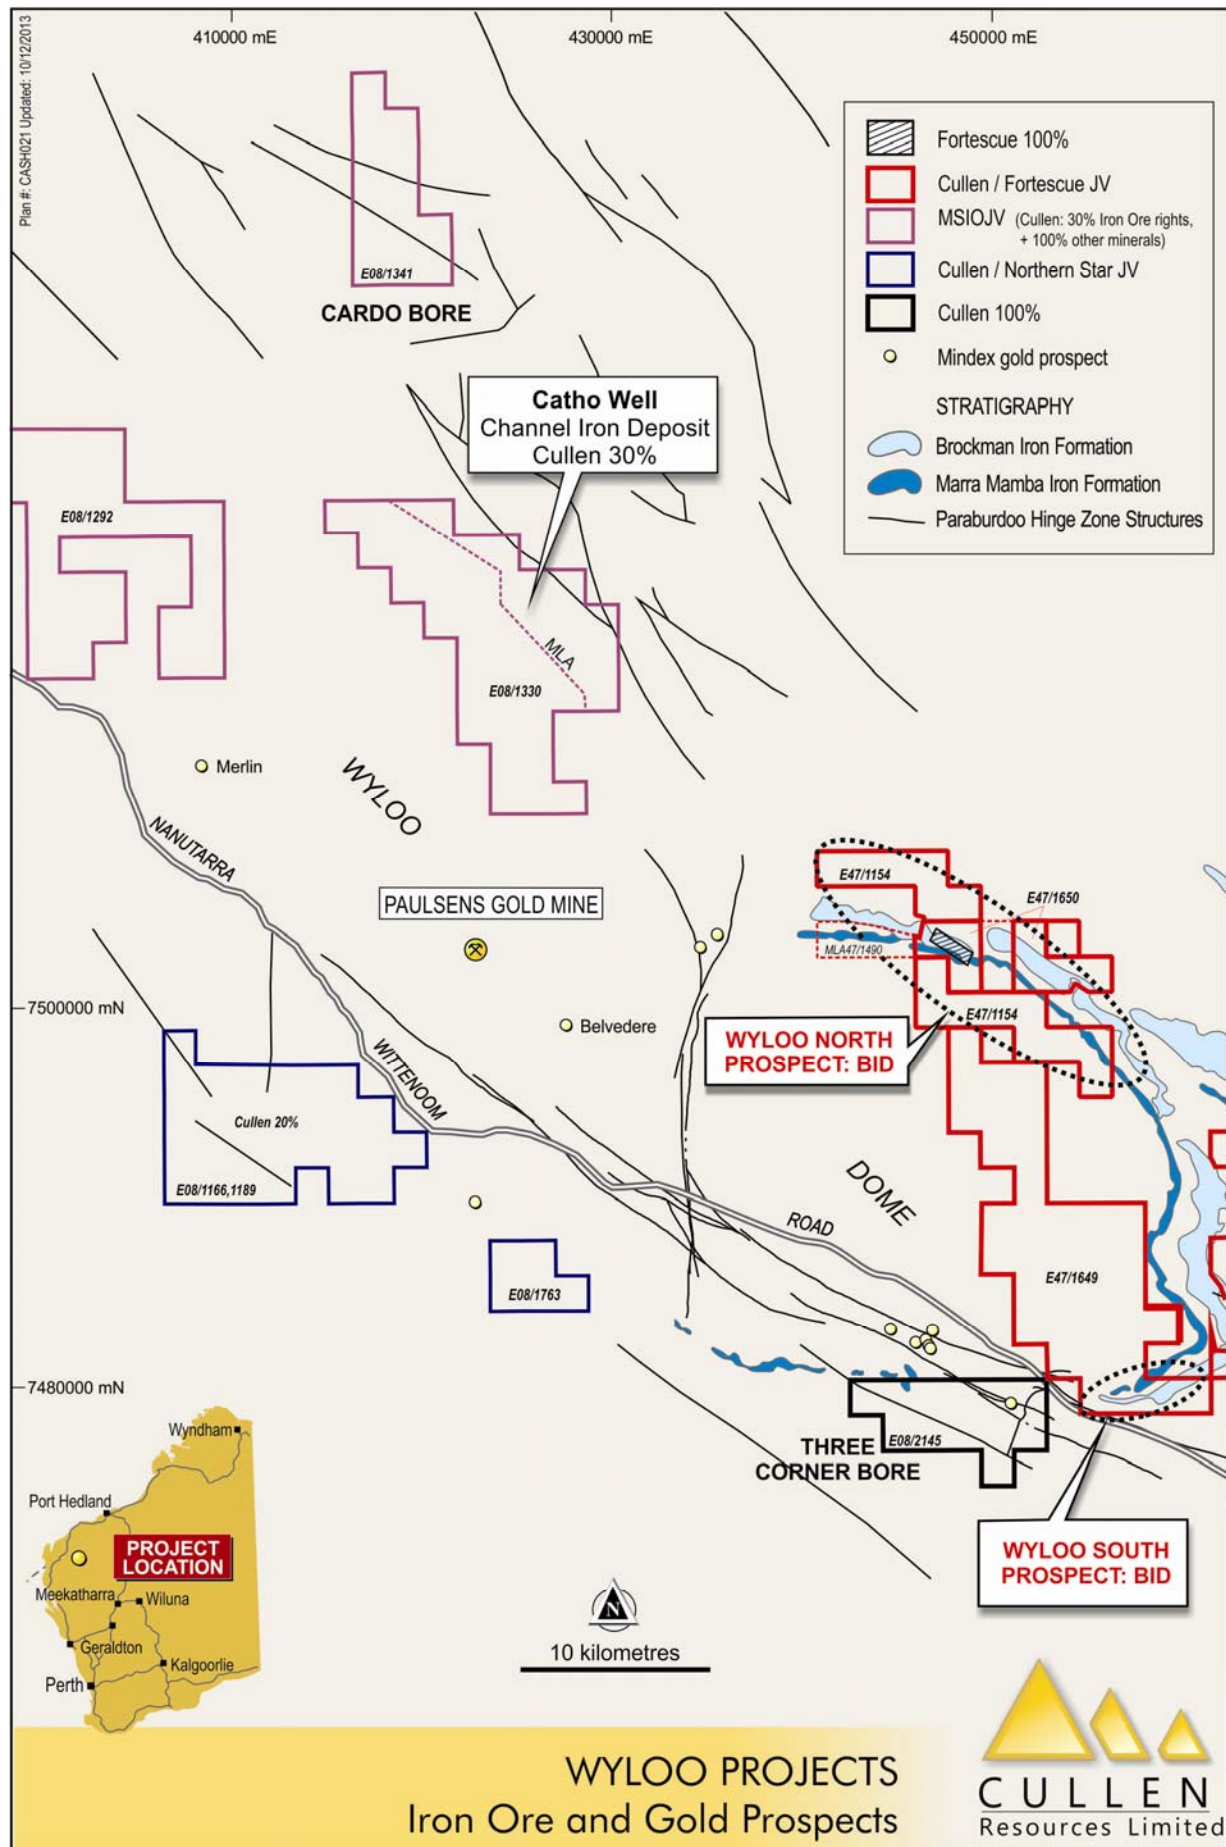 Plan #: CASH021 Updated: 10/12/2013
410000 mE
430000 mE
450000 mE
Fortescue 100%
Cullen / Fortescue JV
MSIOJV (Cullen: 30% Iron Ore rights,
+ 100% other minerals)
Cullen / Northern Star JV
Cullen 100%
Mindex gold prospect
STRATIGRAPHY
Brockman Iron Formation
Marra Mamba Iron Formation
Paraburdoo Hinge Zone Structures
E08/1341
CARDO BORE
Catho Well
Channel Iron Deposit
Cullen 30%
E08/1292
MLA
E08/1330
Merlin
WYLOO
NANUTARRA
PAULSENS GOLD MINE
E47/1154
E47/1650
MLA47/1490
7500000 mN
Belvedere
E47/1154
WYLOO NORTH
PROSPECT: BID
WITTENOOM
Cullen 20%
E08/1166,1189
DOME
ROAD
E47/1649
E08/1763
7480000 mN
E08/2145
THREE
CORNER BORE
WYLOO SOUTH
PROSPECT: BID
Wyndham
Port Hedland
PROJECT
LOCATION
Meekatharra
Wiluna
Geraldton
Kalgoorlie
Perth
N
10 kilometres
WYLOO PROJECTS
Iron Ore and Gold Prospects
CULLEN
Resources Limited